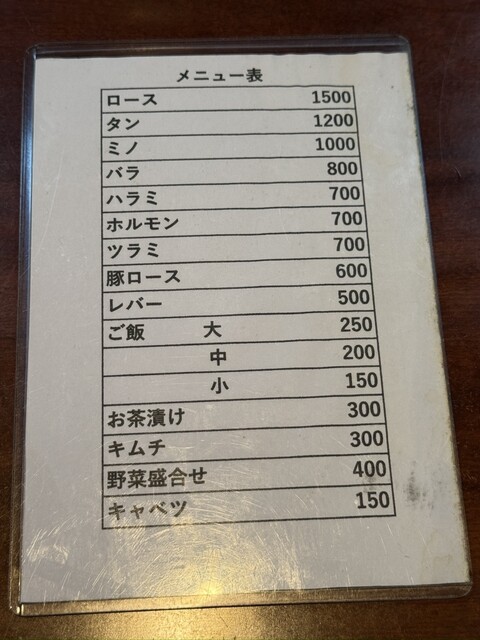 メニュー表
ロース 1500
タン 1200
ミノ 1000
バラ 800
ハラミ 700
ホルモン 700
ツラミ 700
豚ロース 600
レバー 500
ご飯 大 250
中 200
小 150
お茶漬け 300
キムチ 300
野菜盛合せ 400
キャベツ 150